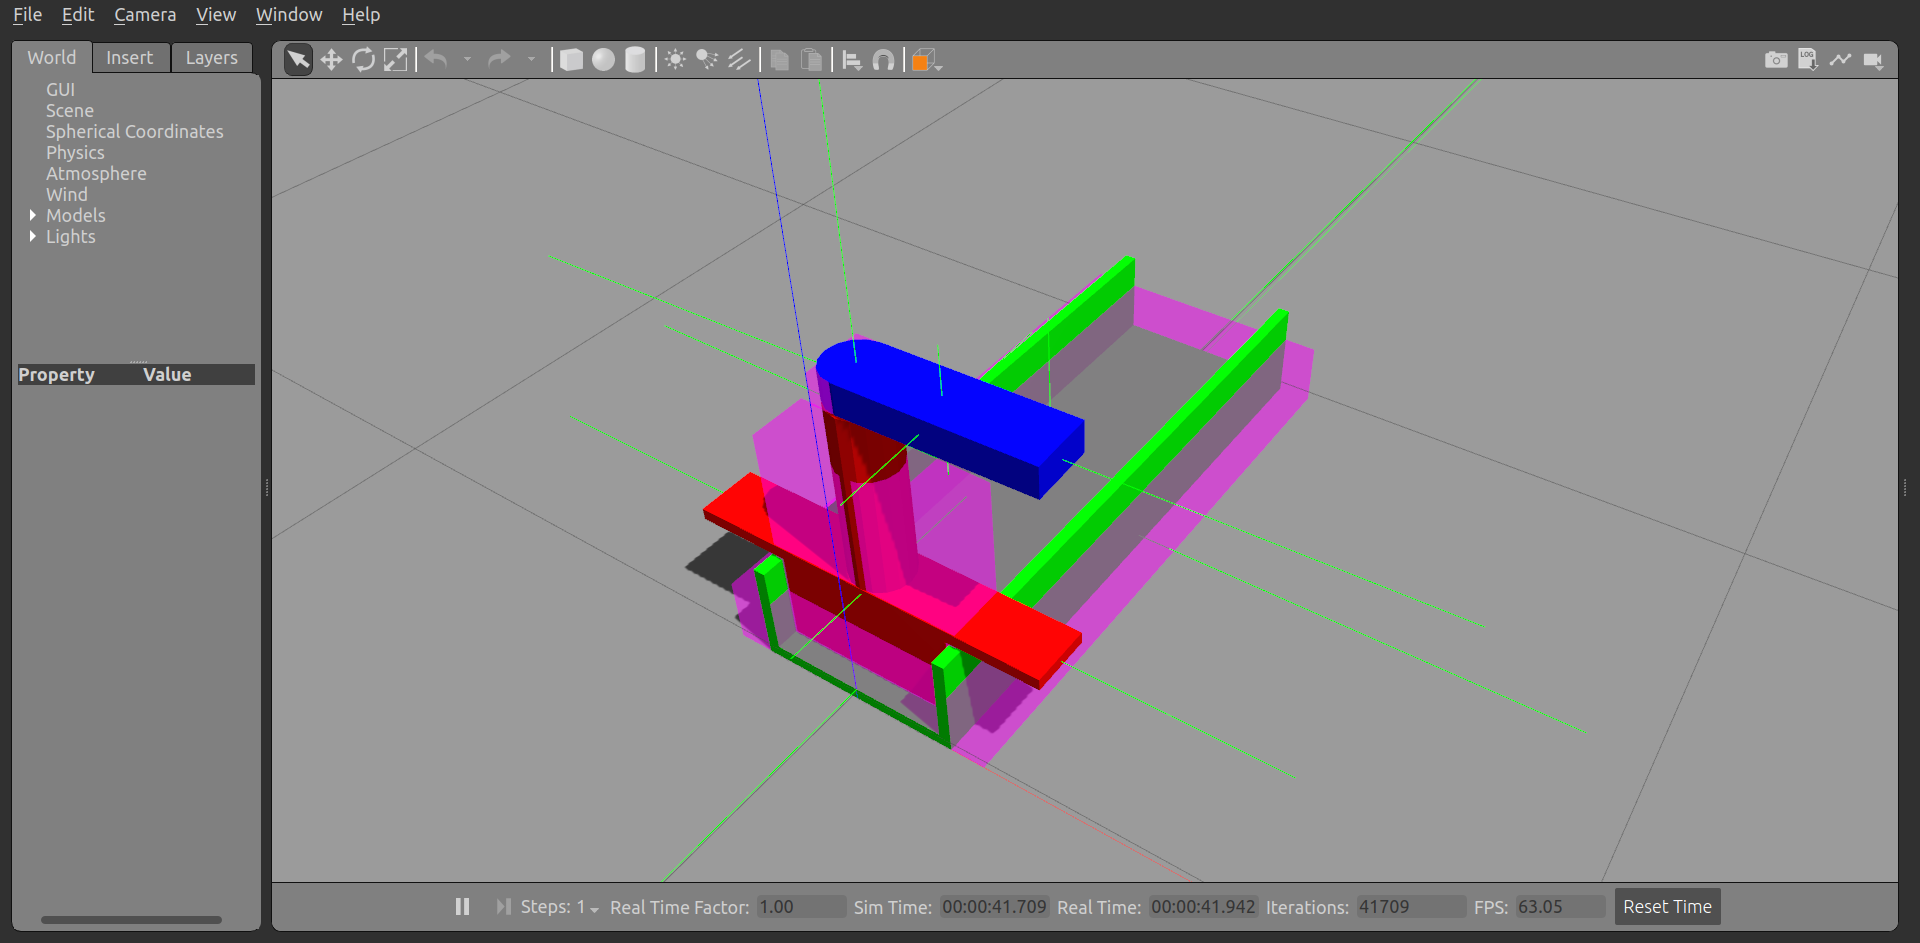 File Edit Camera View Window Help
World Insert Layers
GUI
Scene
Spherical Coordinates
Physics
Atmosphere
Wind
Models
Lights
Property Value
LOG
Steps: 1 Real Time Factor: 1.00 Sim Time: 00:00:41.709 Real Time: 00:00:41.942 Iterations: 41709 FPS: 63.05 Reset Time